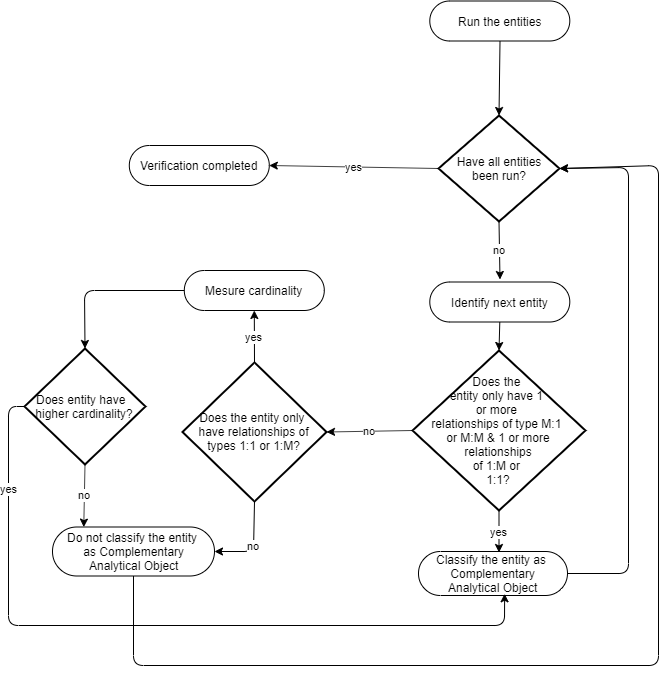 Run the entities
Have all entities
been run?
yes
Verification completed
no
Identify next entity
Mesure cardinality
yes
Does the
entity only have 1
or more
relationships of type M:1
or M:M & 1 or more
relationships
of 1:M or
1:1?
no
Does the entity only
have relationships of
types 1:1 or 1:M?
Does entity have
higher cardinality?
yes
no
no
yes
Do not classify the entity
as Complementary
Analytical Object
Classify the entity as
Complementary
Analytical Object